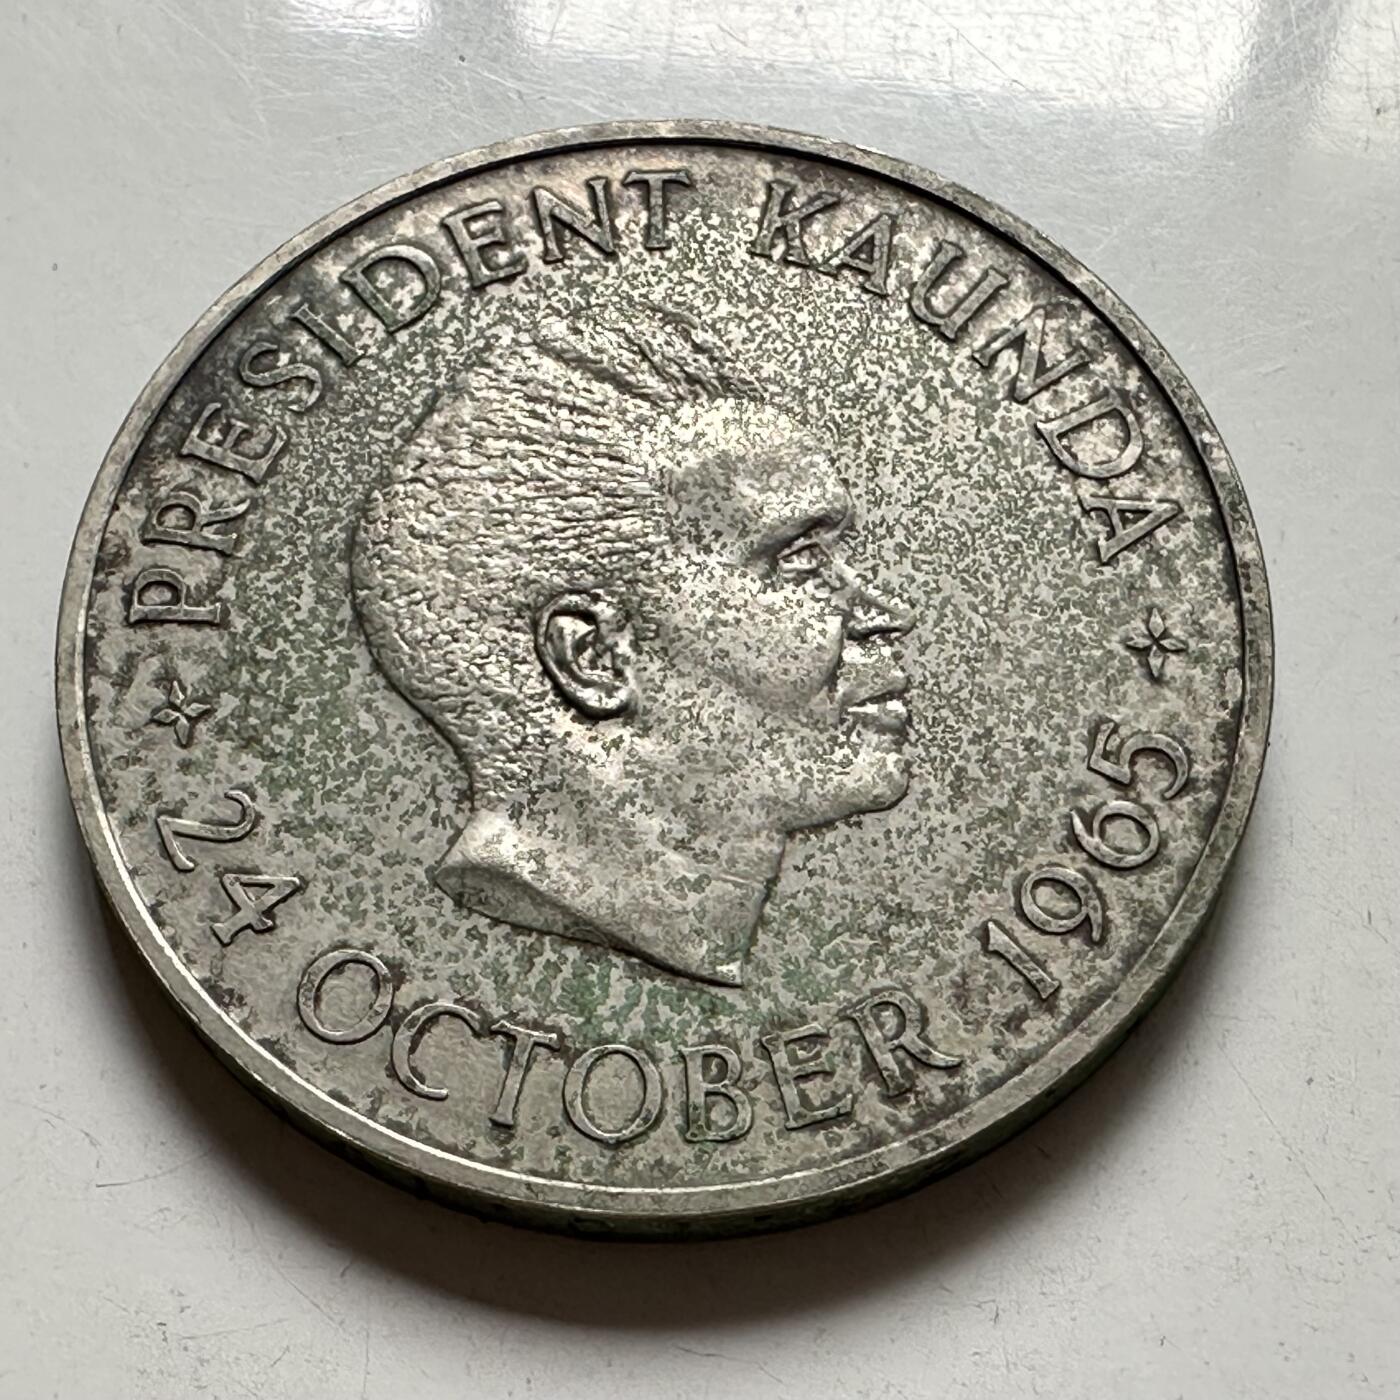 PRESIDENT KAUNDA
24 OCTOBER 1965